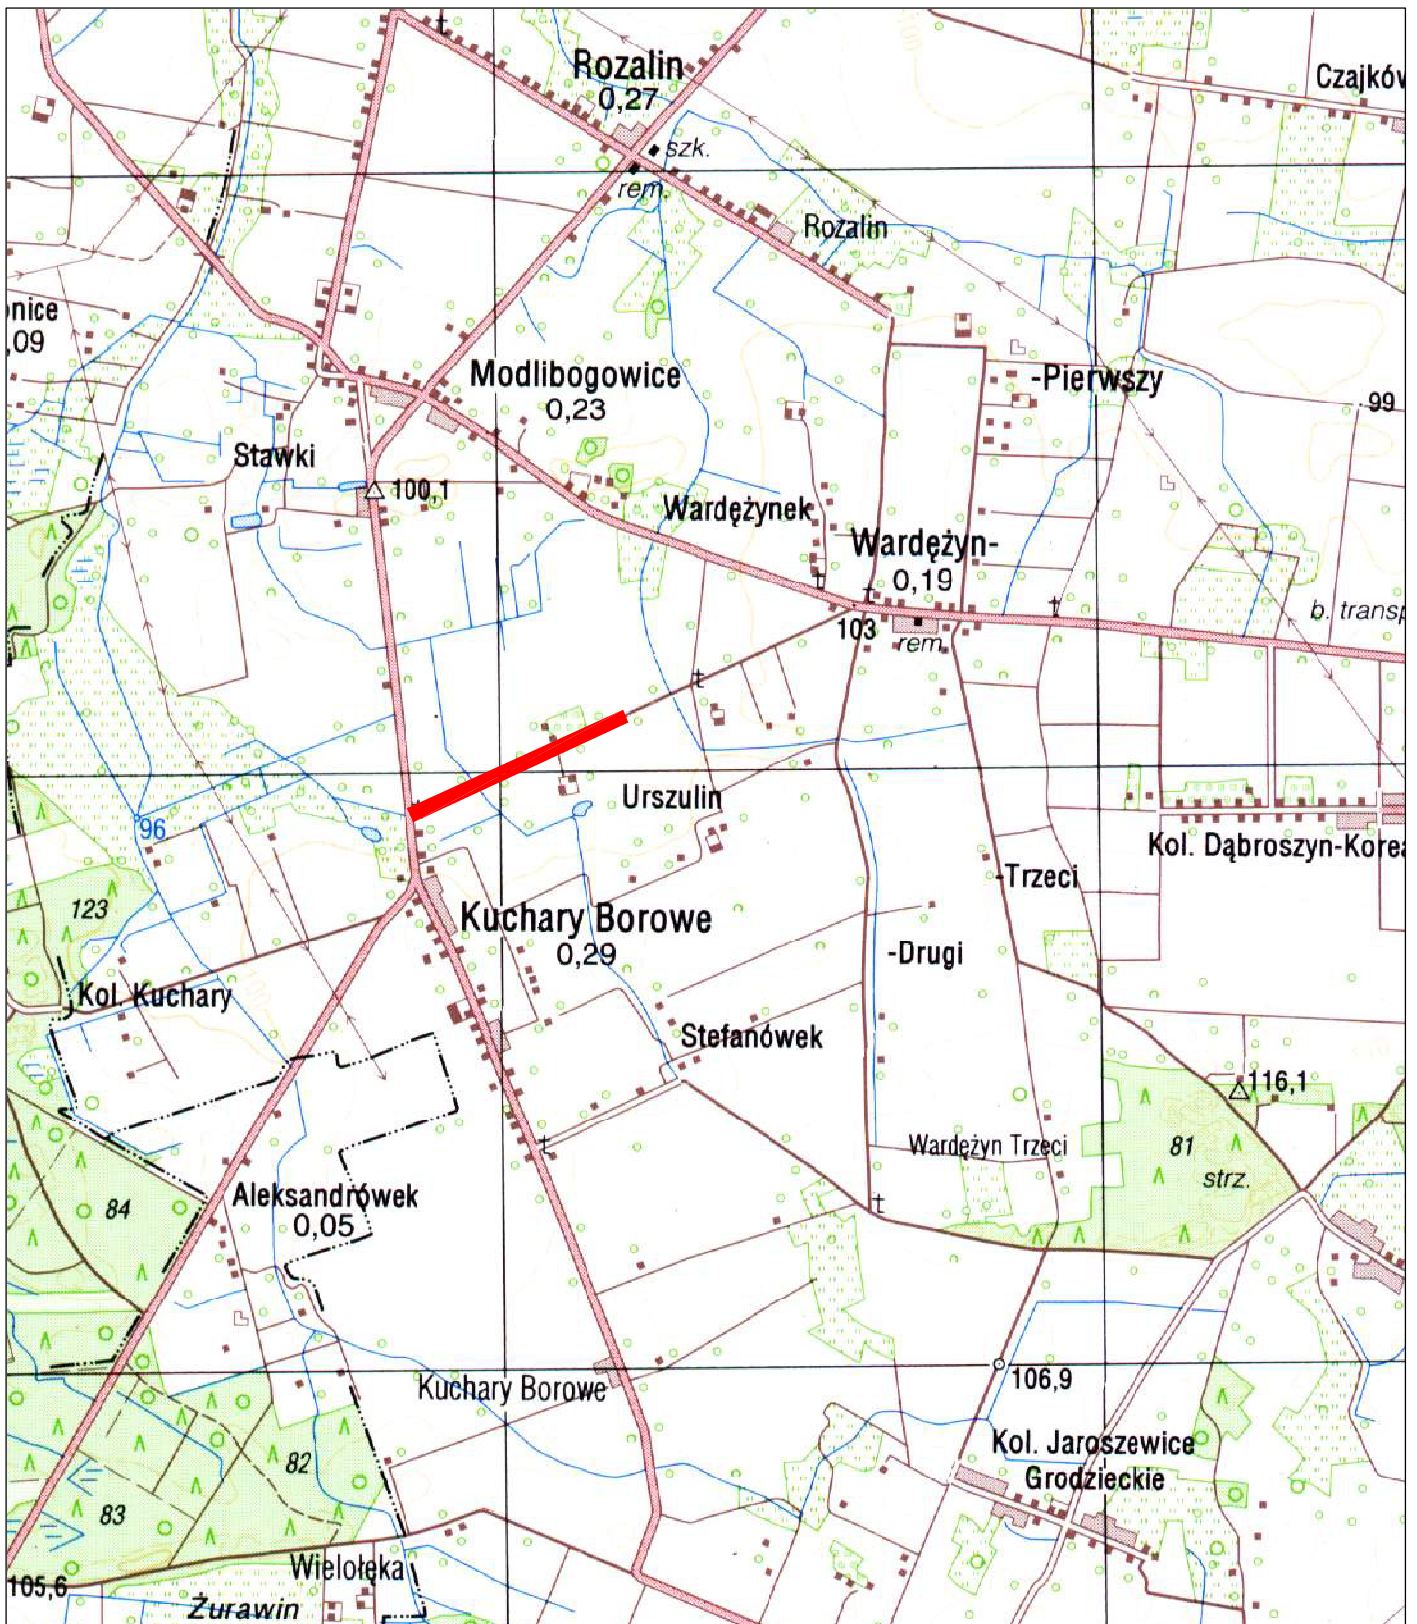 Rozalin
0,27
Czajków
szk.
rem.
Rozalin
onice
,09
Modlibogowice
0,23
-Pierwszy
99
Stawki
100,1
Wardężynek
Wardężyn-
0,19
103
rem.
b. transp
Urszulin
96
Kol. Dąbroszyn-Korea
-Trzeci
123
Kuchary Borowe
0,29
-Drugi
Kol. Kuchary
Stefanówek
116,1
Wardężyn Trzeci
81
strz.
84
Aleksandrówek
0,05
106,9
Kuchary Borowe
Kol. Jaroszewice
Grodzieckie
82
83
Wielołęka
105,6
Żurawin